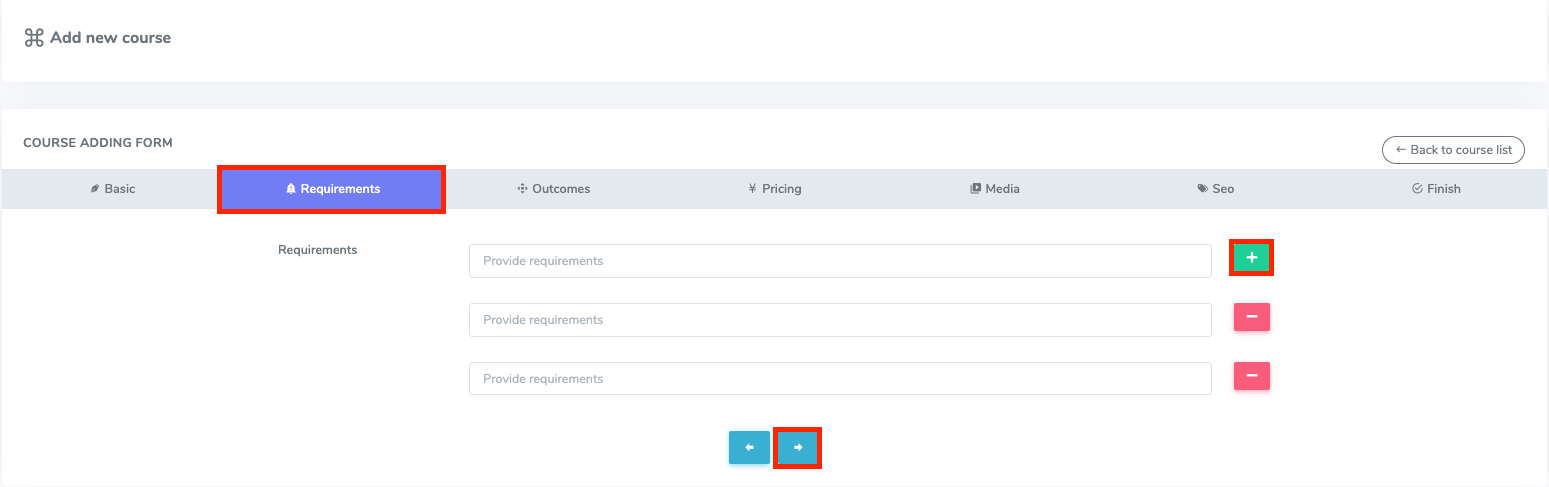 Add new course
COURSE ADDING FORM
← Back to course list
Basic
Requirements
Outcomes
¥ Pricing
Media
Seo
Finish
Requirements
Provide requirements
+
Provide requirements
−
Provide requirements
−